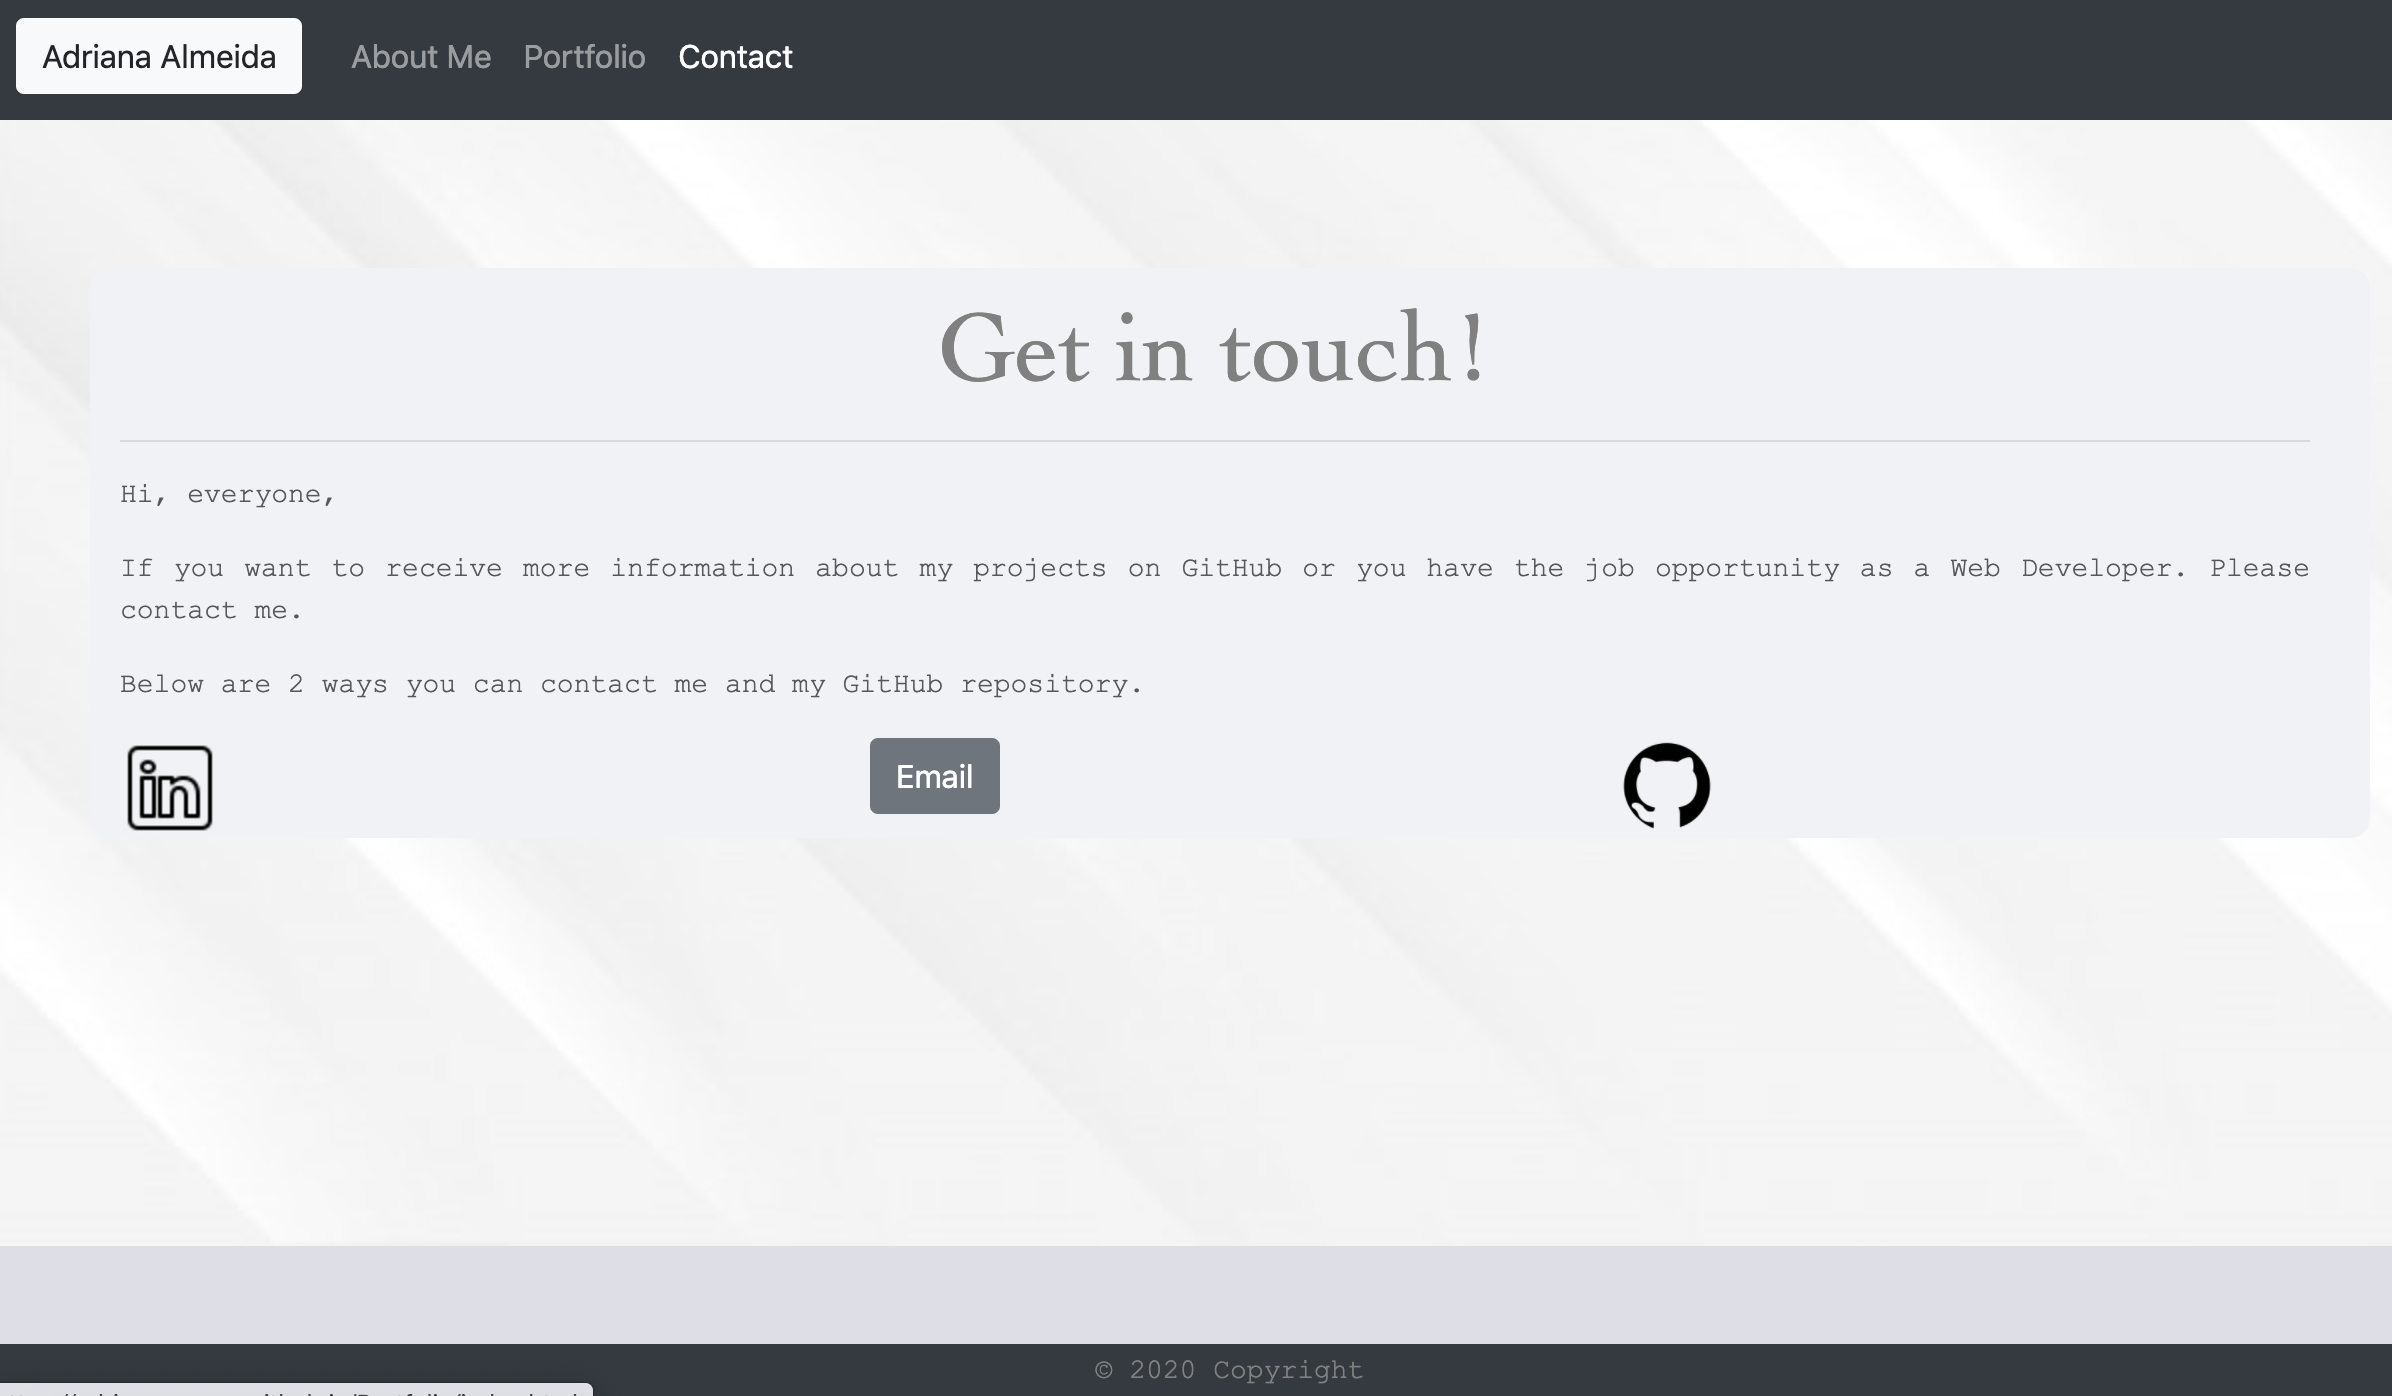 Adriana Almeida About Me Portfolio Contact
Get in touch!
Hi, everyone,
If you want to receive more information about my projects on GitHub or you have the job opportunity as a Web Developer. Please
contact me.
Below are 2 ways you can contact me and my GitHub repository.
in Email
© 2020 Copyright